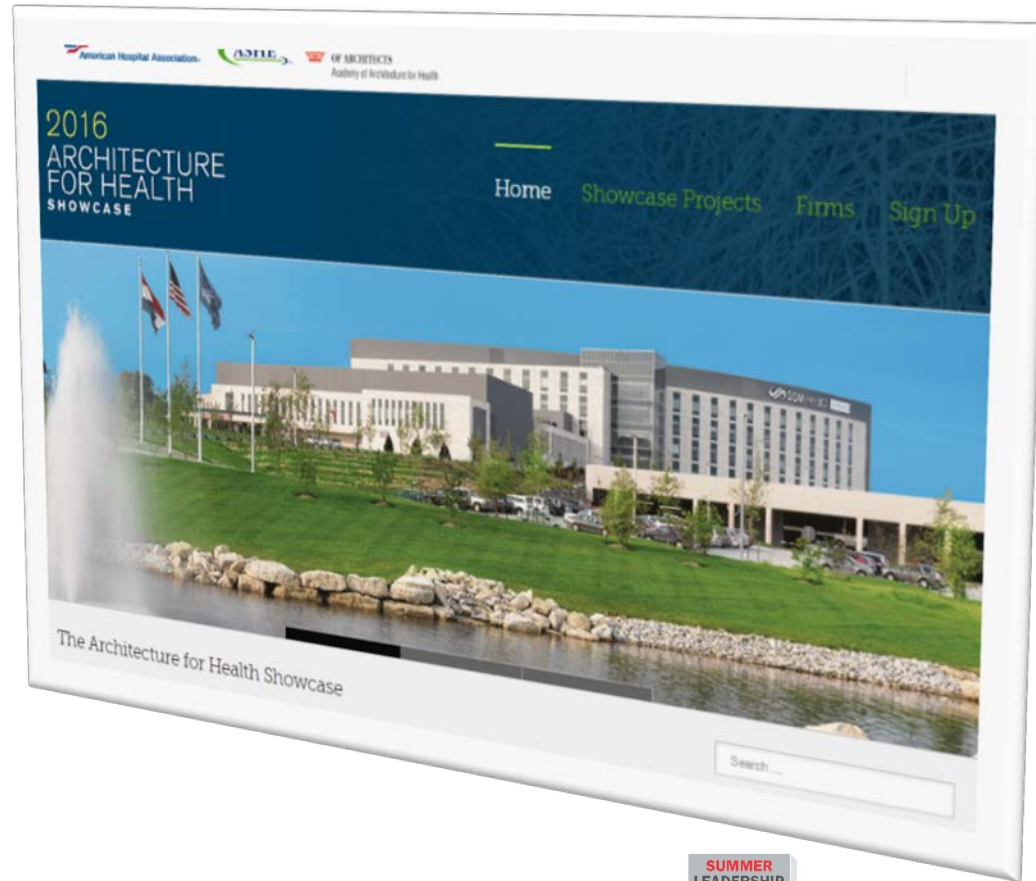 American Hospital Association
ASHE
OF ARCHITECTS
Academy of Architecture for Health
2016
ARCHITECTURE
FOR HEALTH
SHOWCASE
Home Showcase Projects Firms Sign Up
The Architecture for Health Showcase
Search ...
SUMMER
LEADERSHIP